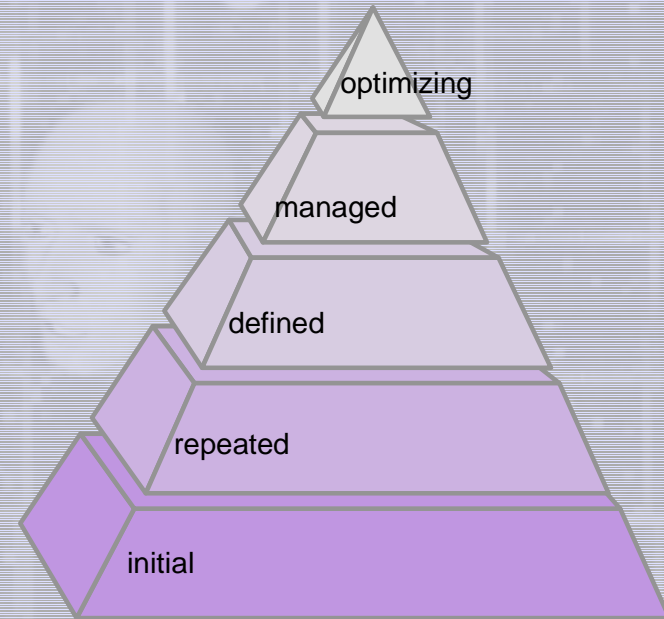 optimizing
managed
defined
repeated
initial